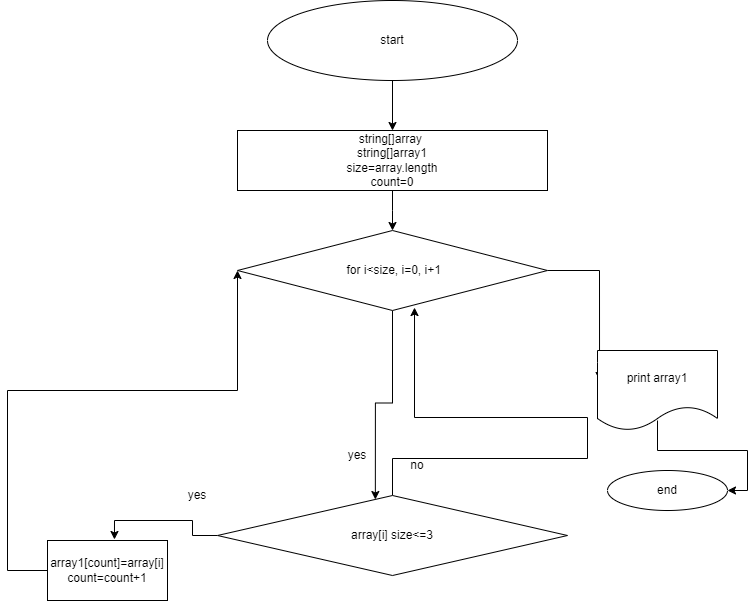 start
string[]array
string[]array1
size=array.length
count=0
for i<size, i=0, i+1
print array1
yes
no
end
yes
array[i] size<=3
array1[count]=array[i]
count=count+1